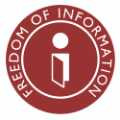 FREEDOM OF INFORMATION